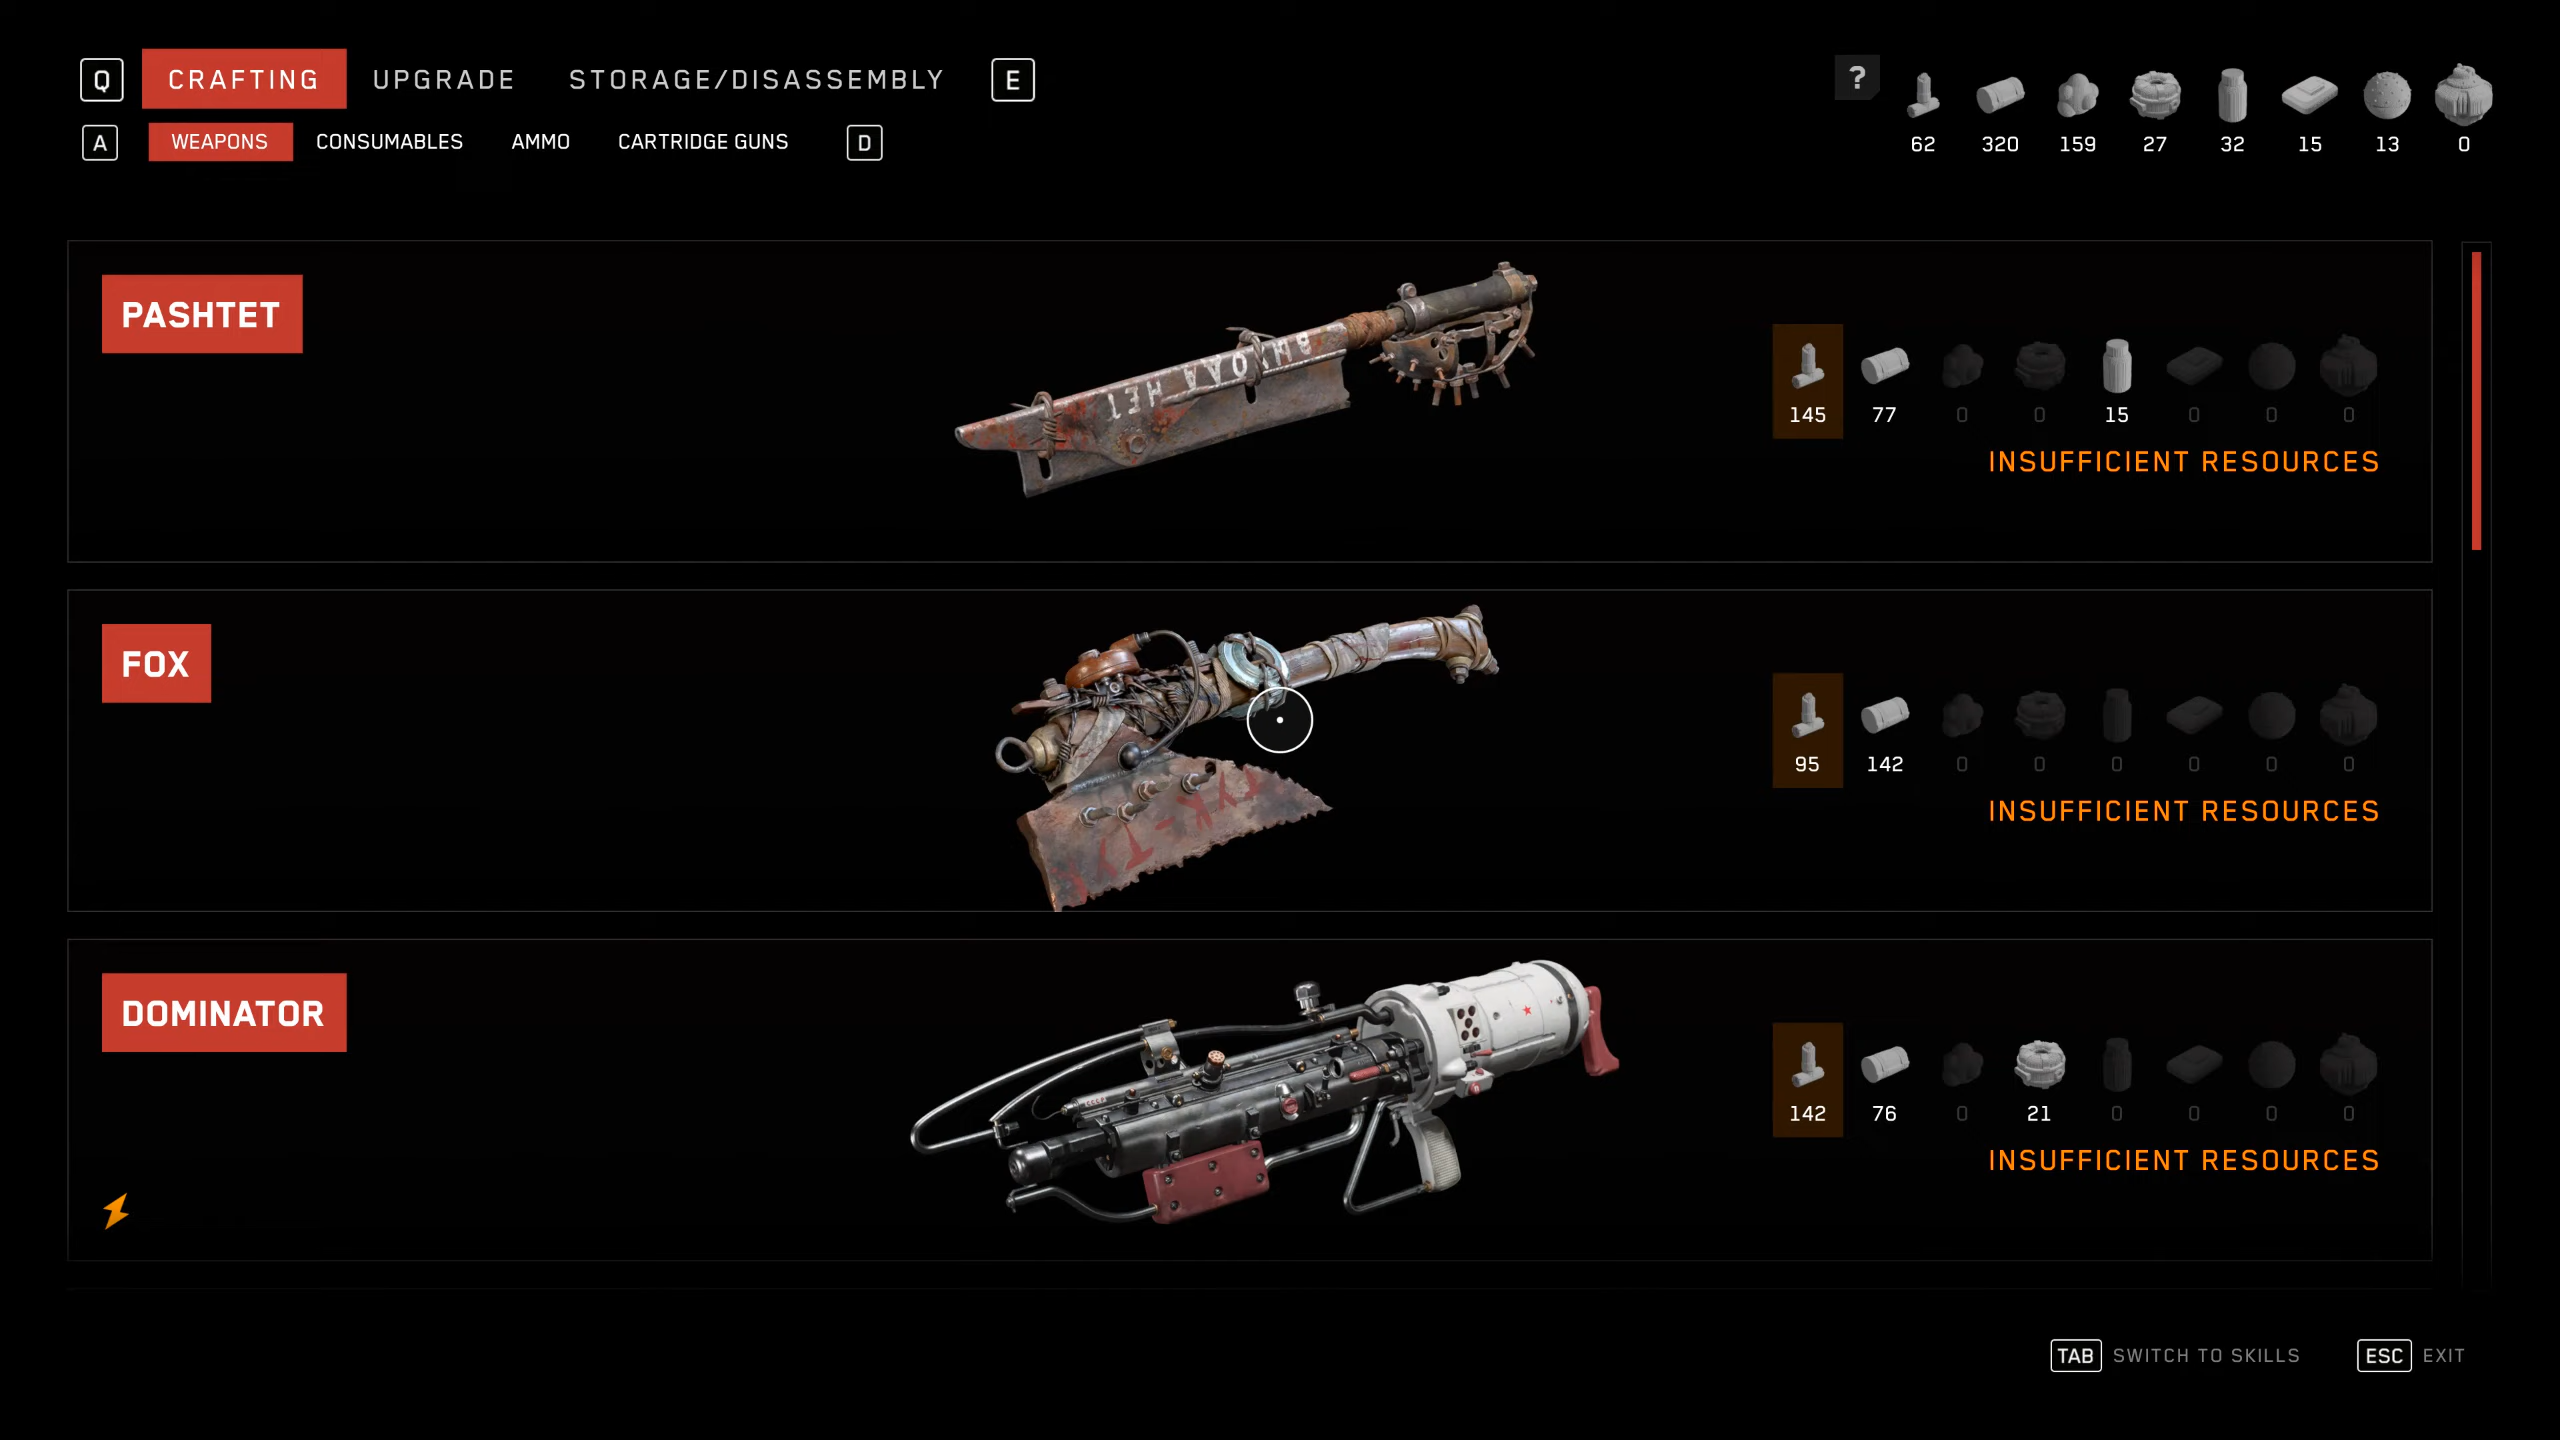 Q CRAFTING UPGRADE STORAGE/DISASSEMBLY E
A WEAPONS CONSUMABLES AMMO CARTRIDGE GUNS D
?
62 320 159 27 32 15 13 0
PASHTET
145 77 0 0 15 0 0 0
INSUFFICIENT RESOURCES
FOX
95 142 0 0 0 0 0 0
INSUFFICIENT RESOURCES
DOMINATOR
142 76 0 21 0 0 0 0
INSUFFICIENT RESOURCES
TAB SWITCH TO SKILLS ESC EXIT